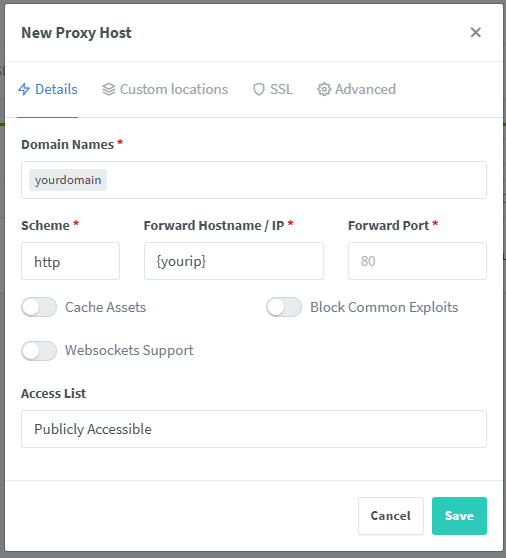 New Proxy Host
Details Custom locations SSL Advanced
Domain Names *
yourdomain
Scheme * Forward Hostname / IP * Forward Port *
http {yourip} 80
Cache Assets Block Common Exploits
Websockets Support
Access List
Publicly Accessible
Cancel Save